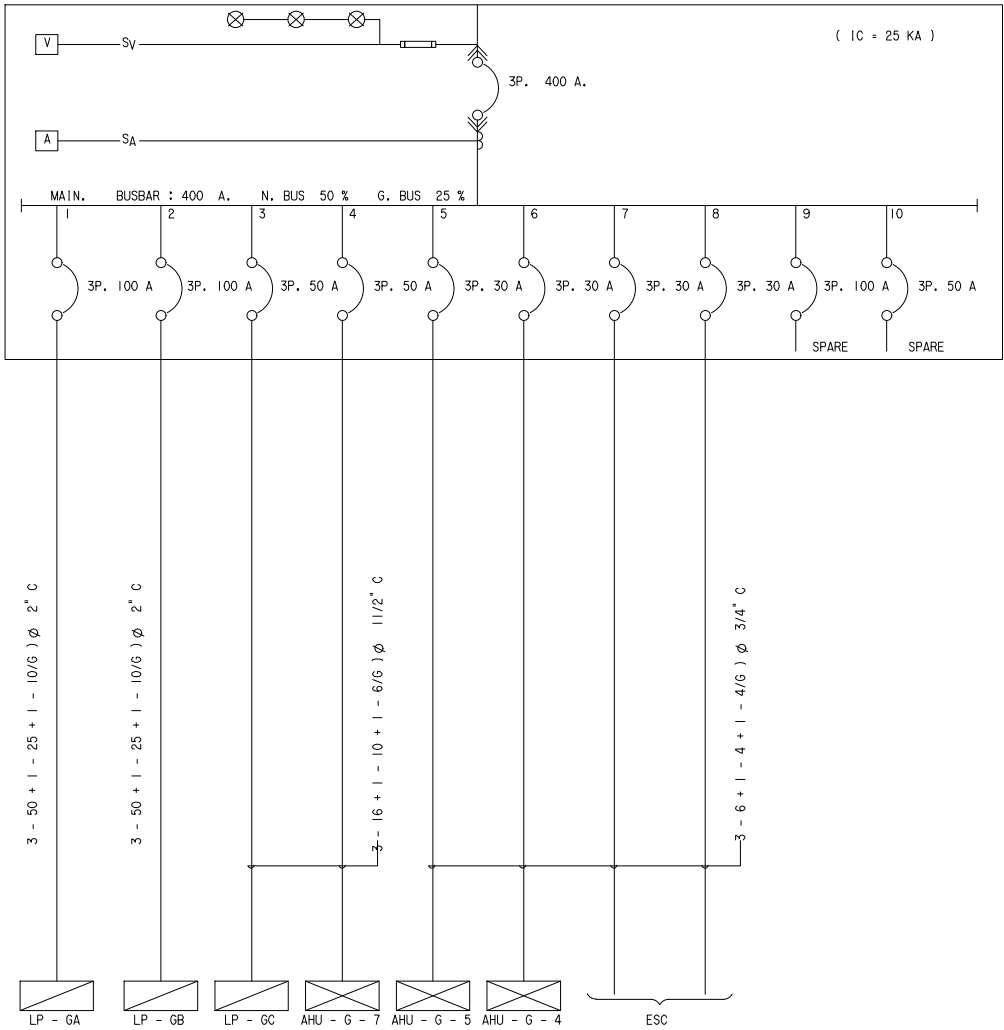 V
SV
( IC = 25 KA )
3P. 400 A.
A
SA
MAIN. BUSBAR : 400 A. N. BUS 50 % G. BUS 25 %
1 2 3 4 5 6 7 8 9 10
3P. 100 A 3P. 100 A 3P. 50 A 3P. 50 A 3P. 30 A 3P. 30 A 3P. 30 A 3P. 30 A 3P. 100 A 3P. 50 A
SPARE SPARE
3 - 50 + 1 - 25 + 1 - 10/G ) Ø 2" C
3 - 50 + 1 - 25 + 1 - 10/G ) Ø 2" C
3 - 16 + 1 - 10 + 1 - 6/G ) Ø 11/2" C
3 - 6 + 1 - 4 + 1 - 4/G ) Ø 3/4" C
LP - GA LP - GB LP - GC AHU - G - 7 AHU - G - 5 AHU - G - 4 ESC